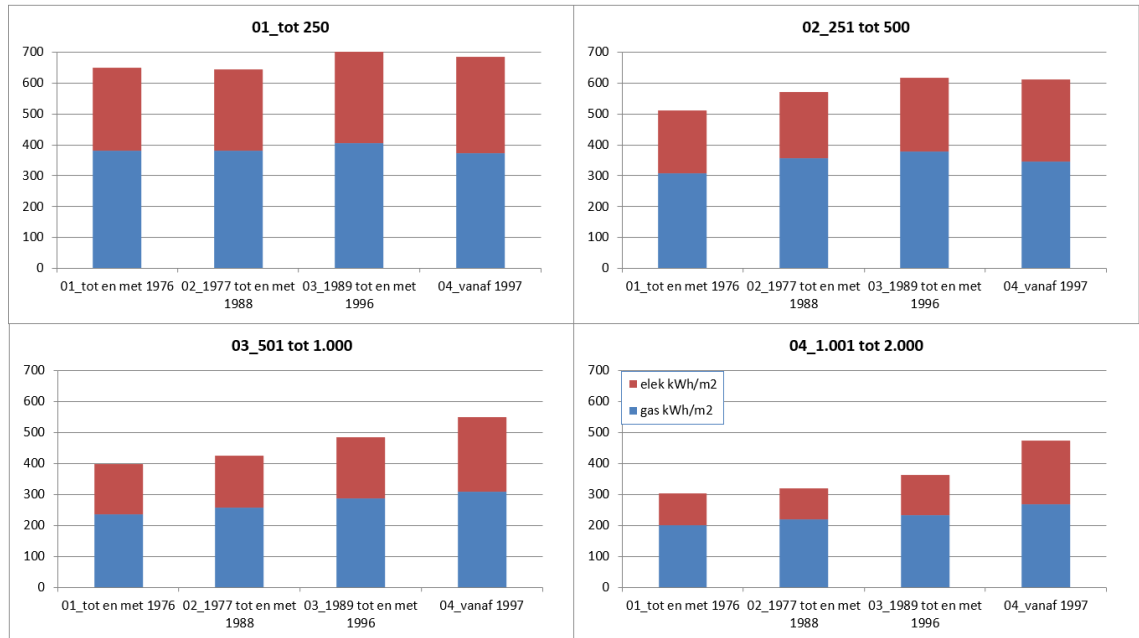 01_tot 250
700
600
500
400
300
200
100
0
01_tot en met 1976
02_1977 tot en met
1988
03_1989 tot en met
1996
04_vanaf 1997
02_251 tot 500
700
600
500
400
300
200
100
0
01_tot en met 1976
02_1977 tot en met
1988
03_1989 tot en met
1996
04_vanaf 1997
03_501 tot 1.000
700
600
500
400
300
200
100
0
01_tot en met 1976
02_1977 tot en met
1988
03_1989 tot en met
1996
04_vanaf 1997
04_1.001 tot 2.000
elek kWh/m2
gas kWh/m2
700
600
500
400
300
200
100
0
01_tot en met 1976
02_1977 tot en met
1988
03_1989 tot en met
1996
04_vanaf 1997